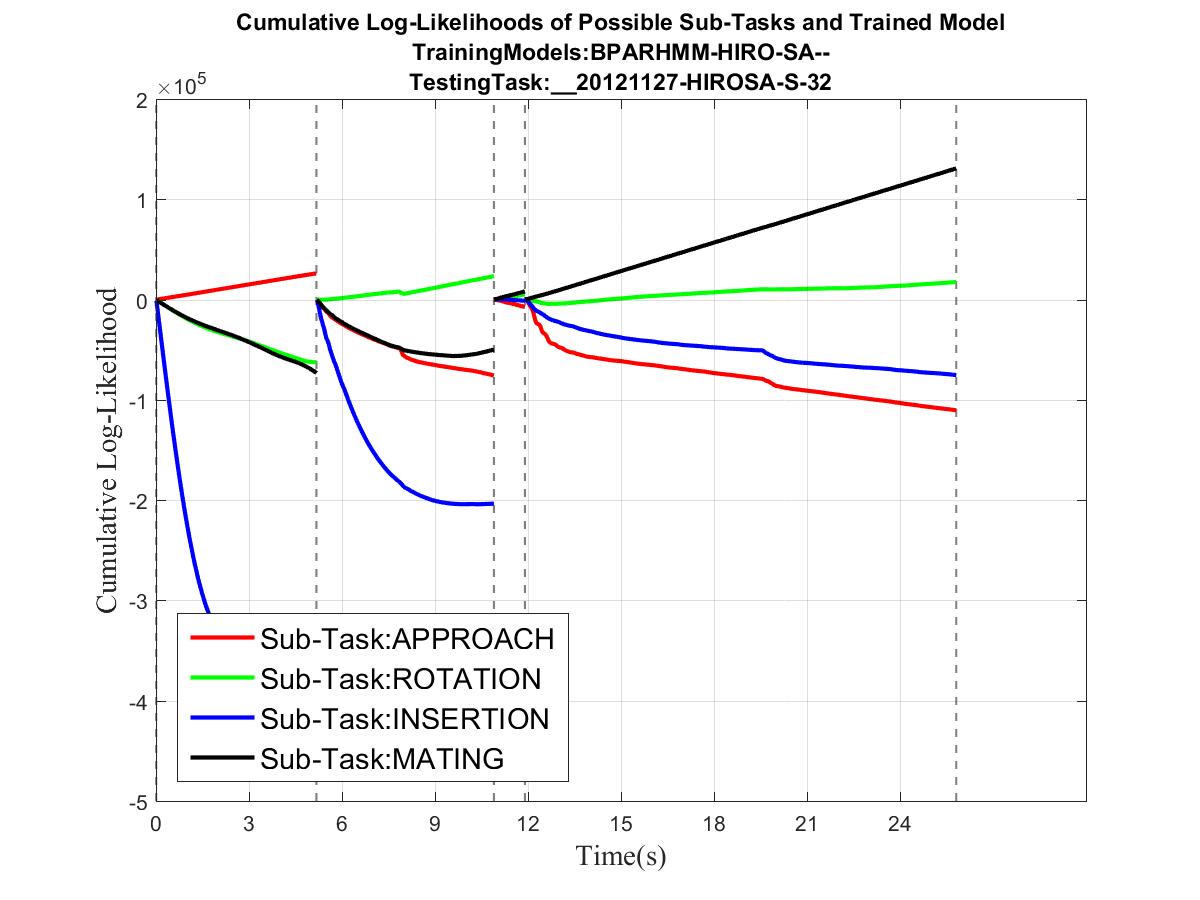 Cumulative Log-Likelihoods of Possible Sub-Tasks and Trained Model
TrainingModels:BPARHMM-HIRO-SA--
TestingTask:__20121127-HIROSA-S-32
×10^5
2
1
0
-1
-2
-3
-4
-5
Cumulative Log-Likelihood
Sub-Task:APPROACH
Sub-Task:ROTATION
Sub-Task:INSERTION
Sub-Task:MATING
0 3 6 9 12 15 18 21 24
Time(s)